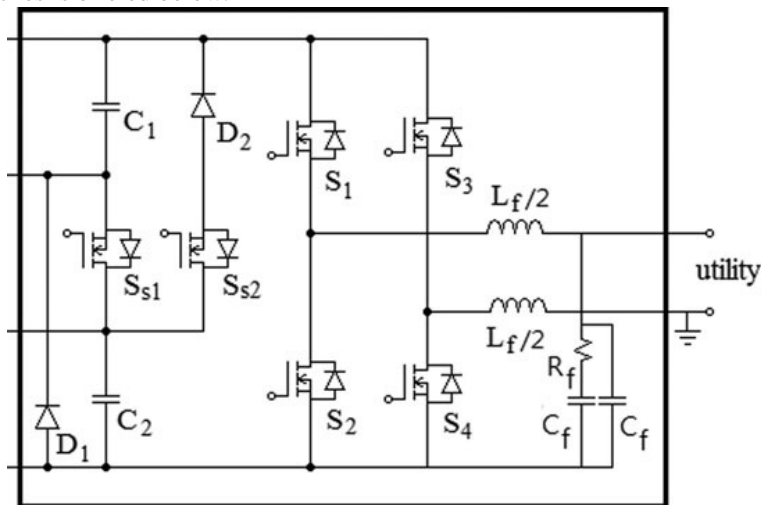 C1
D2
S1
S3
Lf/2
Ss1
Ss2
utility
Lf/2
Rf
D1
C2
S2
S4
Cf
Cf